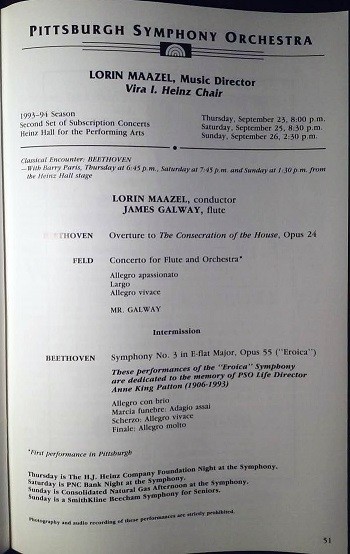 PITTSBURGH SYMPHONY ORCHESTRA
LORIN MAAZEL, Music Director
Vira I. Heinz Chair
1993-94 Season
Second Set of Subscription Concerts
Heinz Hall for the Performing Arts
Thursday, September 23, 8:00 p.m.
Saturday, September 25, 8:30 p.m.
Sunday, September 26, 2:30 p.m.
Classical Encounter: BEETHOVEN
—With Barry Paris, Thursday at 6:45 p.m., Saturday at 7:45 p.m. and Sunday at 1:30 p.m. from
the Heinz Hall stage
LORIN MAAZEL, conductor
JAMES GALWAY, flute
BEETHOVEN Overture to The Consecration of the House, Opus 24
FELD Concerto for Flute and Orchestra*
Allegro apassionato
Largo
Allegro vivace
MR. GALWAY
Intermission
BEETHOVEN Symphony No. 3 in E-flat Major, Opus 55 ("Eroica")
These performances of the "Eroica" Symphony
are dedicated to the memory of PSO Life Director
Anne King Patton (1906-1993)
Allegro con brio
Marcia funebre: Adagio assai
Scherzo: Allegro vivace
Finale: Allegro molto
*First performance in Pittsburgh
Thursday is The H.J. Heinz Company Foundation Night at the Symphony.
Saturday is PNC Bank Night at the Symphony.
Sunday is Consolidated Natural Gas Afternoon at the Symphony.
Sunday is a SmithKline Beecham Symphony for Seniors.
Photography and audio recording of these performances are strictly prohibited.
51